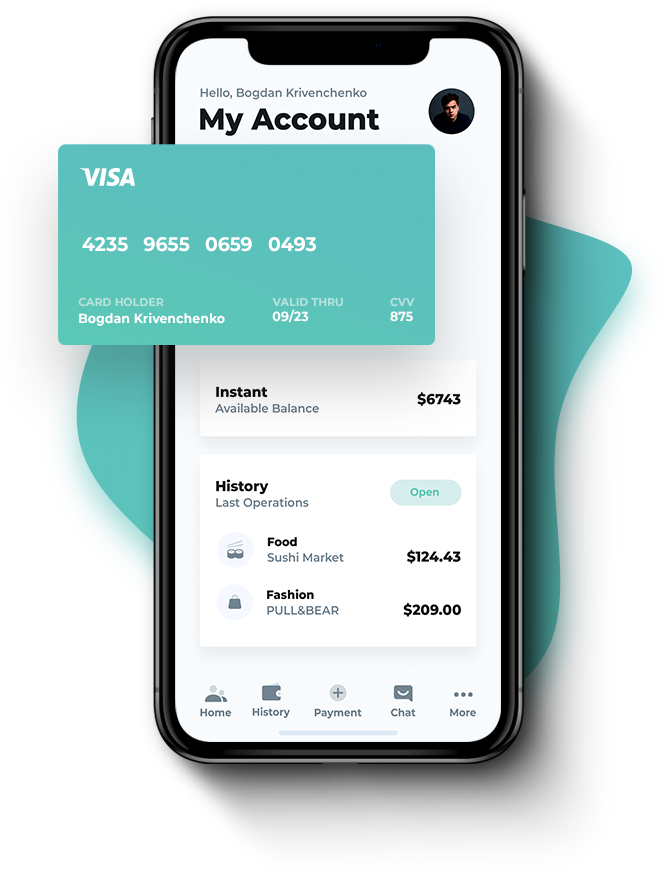 Hello, Bogdan Krivenchenko
My Account
VISA
4235 9655 0659 0493
CARD HOLDER VALID THRU CVV
Bogdan Krivenchenko 09/23 875
Instant
Available Balance
$6743
History
Last Operations
Open
Food
Sushi Market
$124.43
Fashion
PULL&BEAR
$209.00
Home History Payment Chat More